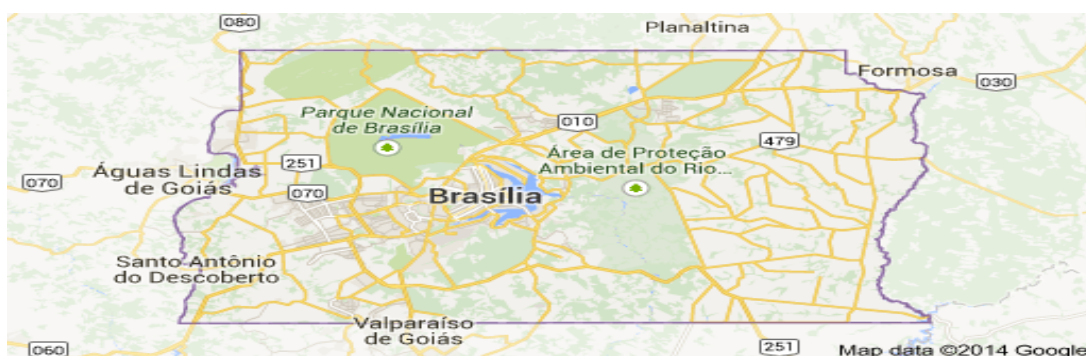 080
Planaltina
Formosa
030
Parque Nacional
de Brasília
010
479
Área de Proteção
Ambiental do Rio...
251
Águas Lindas
de Goiás
070
070
Brasília
Santo Antônio
do Descoberto
Valparaíso
de Goiás
060
251
Map data ©2014 Google